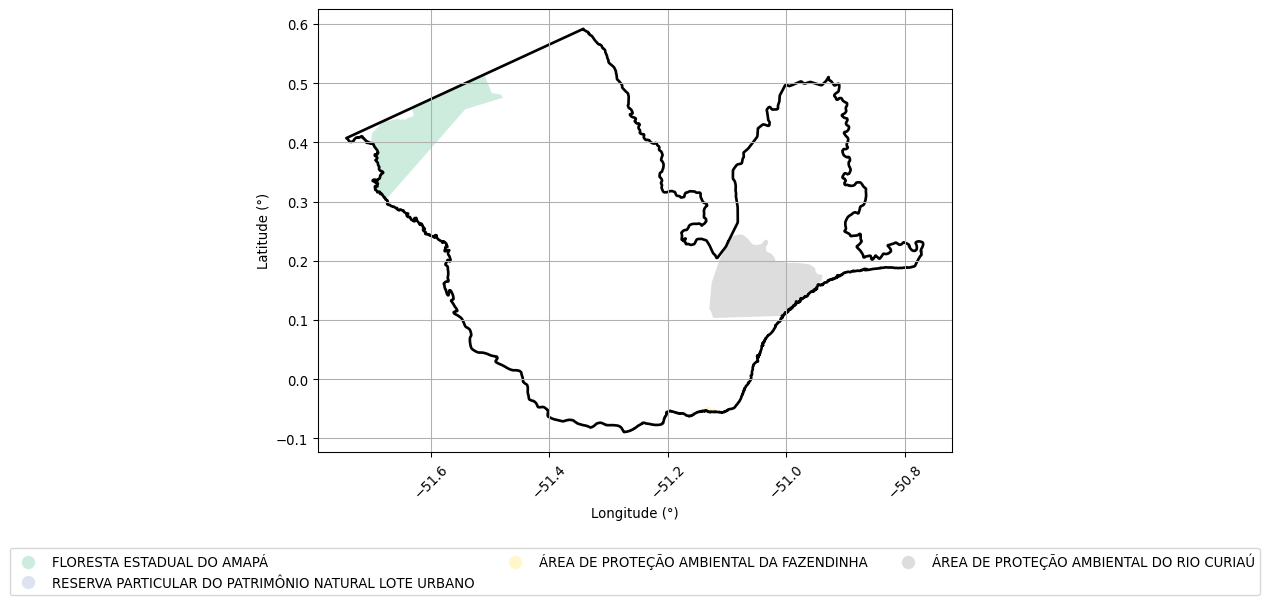 0.6
0.5
0.4
0.3
0.2
0.1
0.0
−0.1
Latitude (°)
−51.6
−51.4
−51.2
−51.0
−50.8
Longitude (°)
FLORESTA ESTADUAL DO AMAPÁ
RESERVA PARTICULAR DO PATRIMÔNIO NATURAL LOTE URBANO
ÁREA DE PROTEÇÃO AMBIENTAL DA FAZENDINHA
ÁREA DE PROTEÇÃO AMBIENTAL DO RIO CURIAÚ